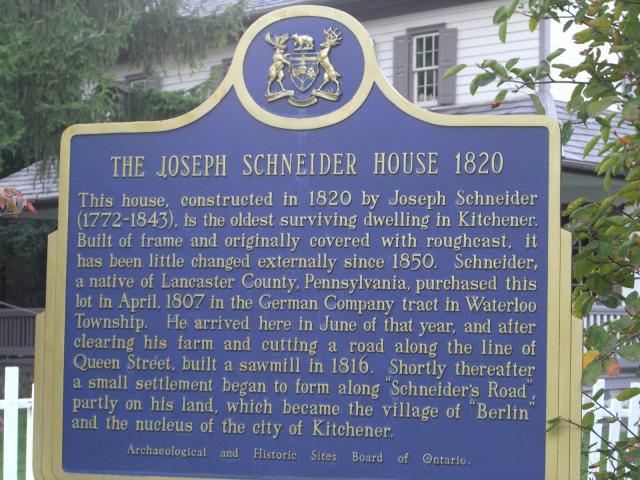 THE JOSEPH SCHNEIDER HOUSE 1820
This house, constructed in 1820 by Joseph Schneider
(1772-1843), is the oldest surviving dwelling in Kitchener.
Built of frame and originally covered with roughcast, it
has been little changed externally since 1850. Schneider,
a native of Lancaster County, Pennsylvania, purchased this
lot in April, 1807 in the German Company tract in Waterloo
Township. He arrived here in June of that year, and after
clearing his farm and cutting a road along the line of
Queen Street, built a sawmill in 1816. Shortly thereafter
a small settlement began to form along "Schneider's Road",
partly on his land, which became the village of "Berlin"
and the nucleus of the city of Kitchener.
Archaeological and Historic Sites Board of Ontario.